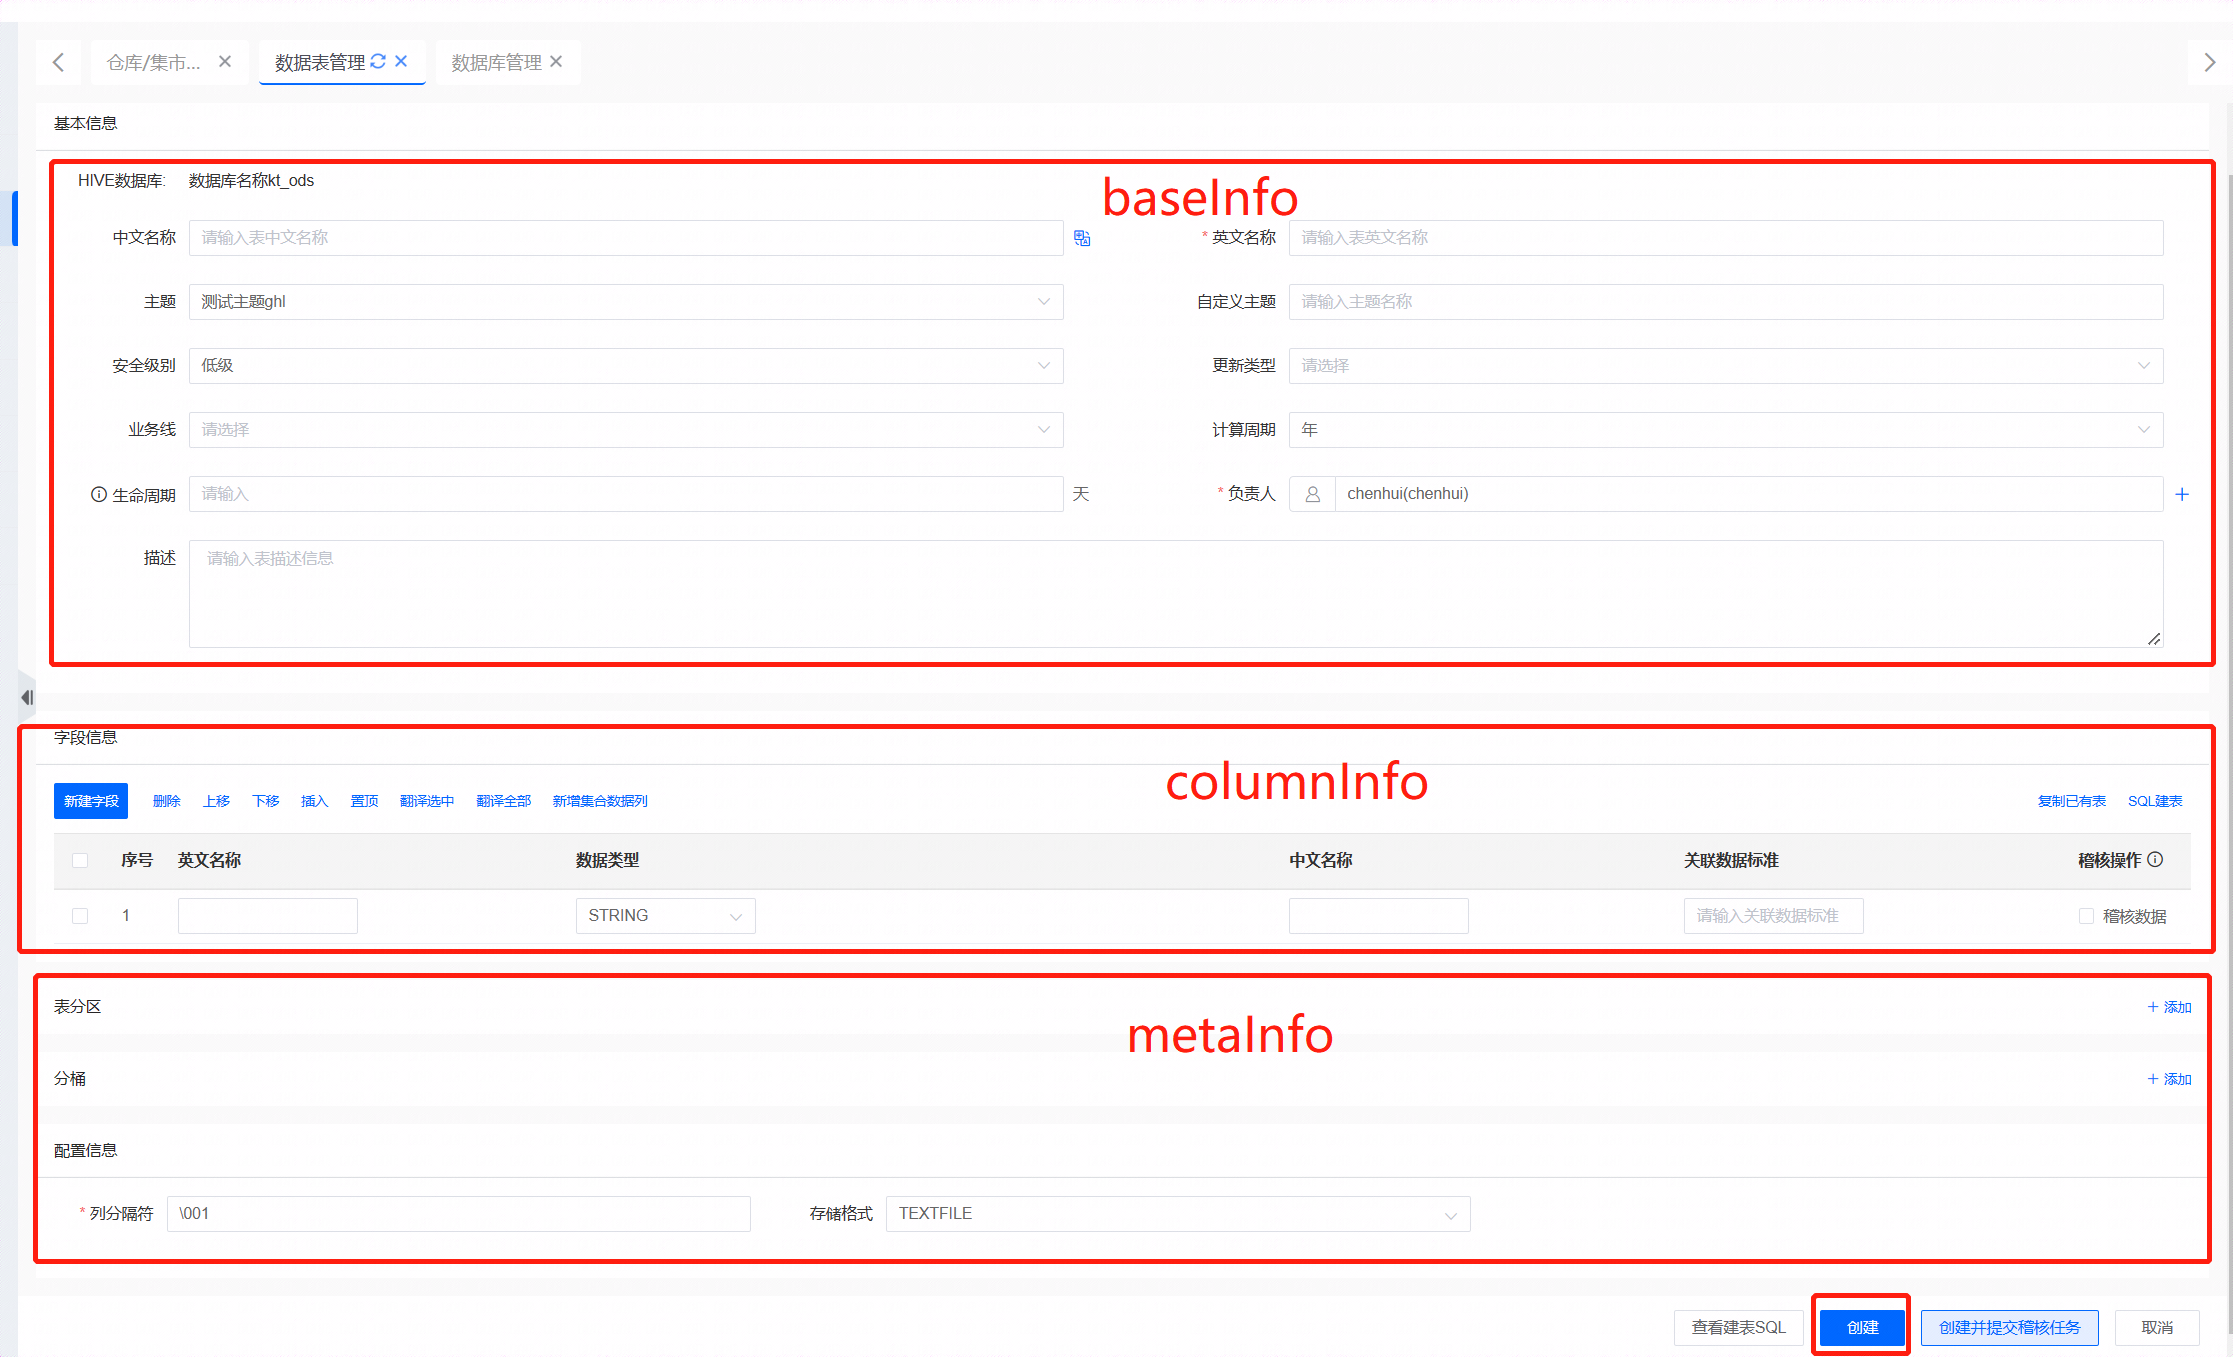 仓库/集市... 数据表管理 数据库管理
基本信息
HIVE数据库: 数据库名称kt_ods
baseInfo
中文名称 请输入表中文名称 * 英文名称 请输入表英文名称
主题 测试主题ghl 自定义主题 请输入主题名称
安全级别 低级 更新类型 请选择
业务线 请选择 计算周期 年
生命周期 请输入 天 * 负责人 chenhui(chenhui) +
描述 请输入表描述信息
字段信息
columnInfo
新建字段 删除 上移 下移 插入 置顶 翻译选中 翻译全部 新增集合数据列 复制已有表 SQL建表
序号 英文名称 数据类型 中文名称 关联数据标准 稽核操作
1 STRING 请输入关联数据标准 稽核数据
表分区 + 添加
metaInfo
分桶 + 添加
配置信息
* 列分隔符 \001 存储格式 TEXTFILE
查看建表SQL 创建 创建并提交稽核任务 取消